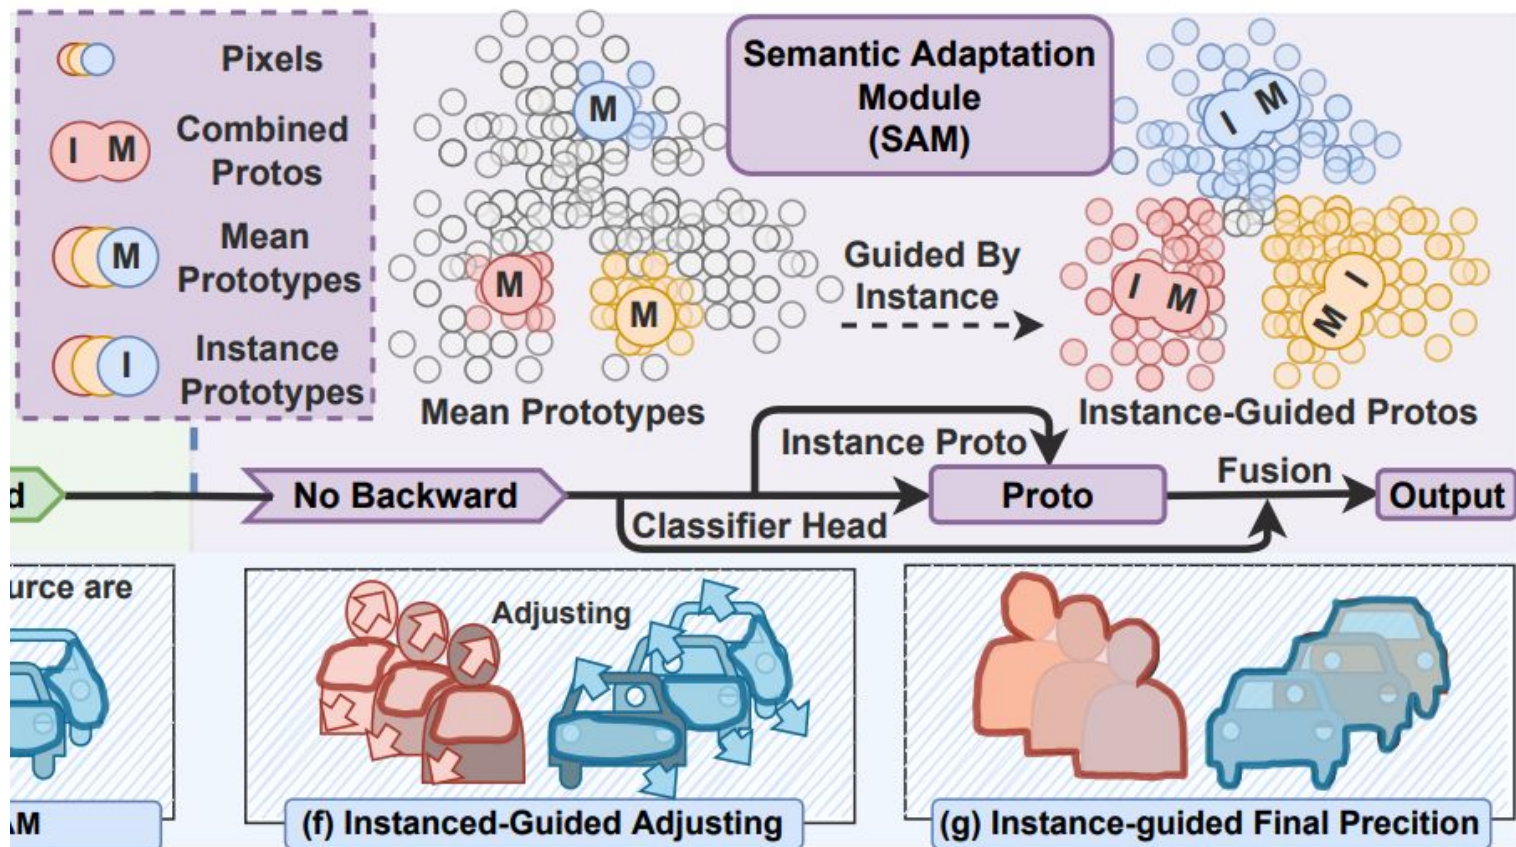 Pixels
I M
Combined
Protos
M
Mean
Prototypes
I
Instance
Prototypes
M
M
M
Mean Prototypes
Semantic Adaptation
Module
(SAM)
Guided By
Instance
I M
I M
M I
Instance-Guided Protos
d
No Backward
Instance Proto
Classifier Head
Proto
Fusion
Output
urce are
AM
Adjusting
(f) Instanced-Guided Adjusting
(g) Instance-guided Final Precition